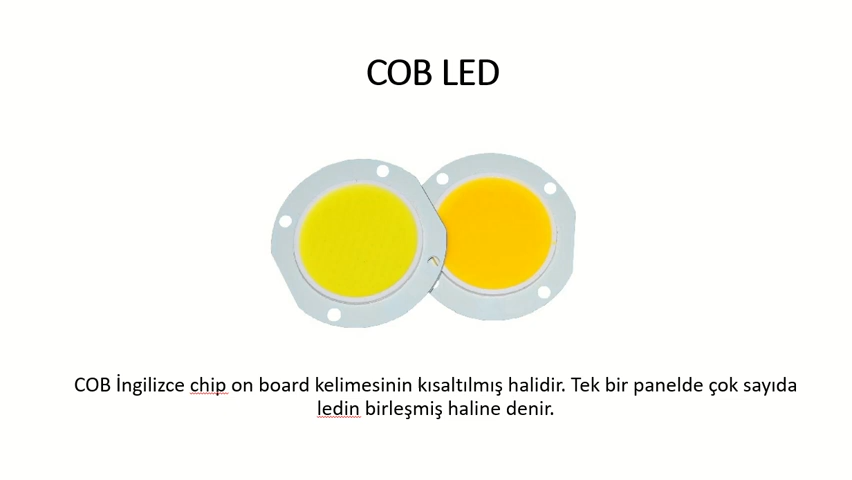 COB LED
COB İngilizce chip on board kelimesinin kısaltılmış halidir. Tek bir panelde çok sayıda
ledin birleşmiş haline denir.